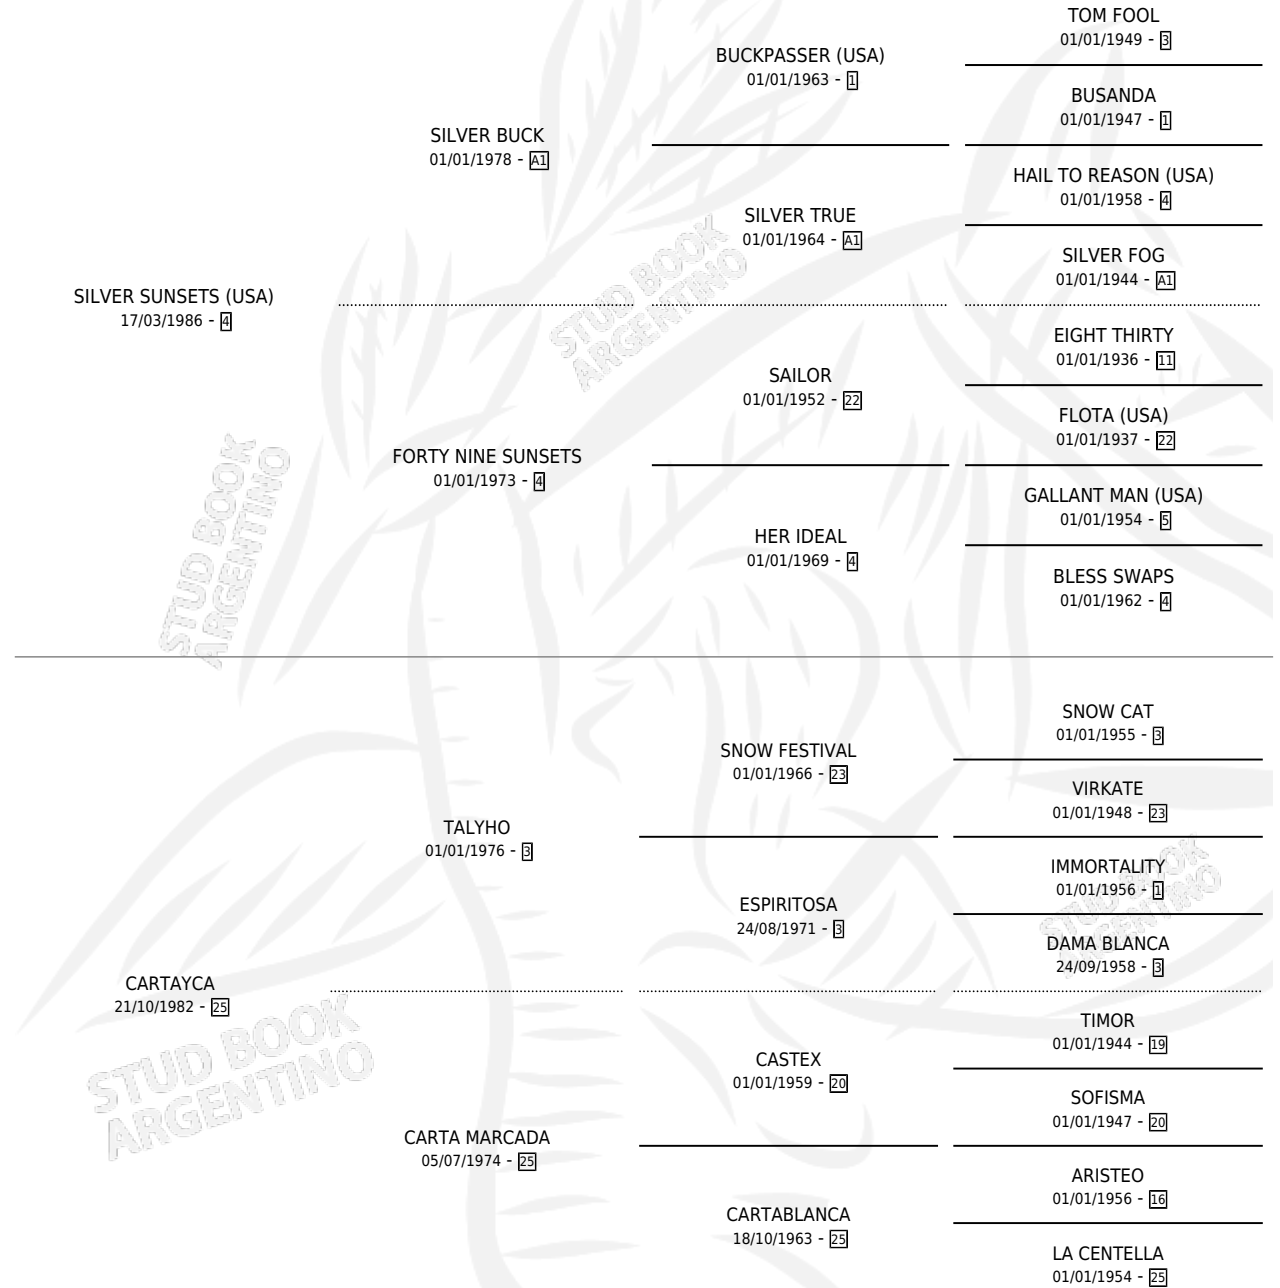 TOM FOOL
01/01/1949 - 3
BUCKPASSER (USA)
01/01/1963 - 1
BUSANDA
01/01/1947 - 1
SILVER BUCK
01/01/1978 - A1
HAIL TO REASON (USA)
01/01/1958 - 4
SILVER TRUE
01/01/1964 - A1
SILVER FOG
01/01/1944 - A1
SILVER SUNSETS (USA)
17/03/1986 - 4
EIGHT THIRTY
01/01/1936 - 11
SAILOR
01/01/1952 - 22
FLOTA (USA)
01/01/1937 - 22
FORTY NINE SUNSETS
01/01/1973 - 4
GALLANT MAN (USA)
01/01/1954 - 5
HER IDEAL
01/01/1969 - 4
BLESS SWAPS
01/01/1962 - 4
SNOW CAT
01/01/1955 - 3
SNOW FESTIVAL
01/01/1966 - 23
VIRKATE
01/01/1948 - 23
TALYHO
01/01/1976 - 3
IMMORTALITY
01/01/1956 - 1
ESPIRITOSA
24/08/1971 - 3
DAMA BLANCA
24/09/1958 - 3
CARTAYCA
21/10/1982 - 25
TIMOR
01/01/1944 - 19
CASTEX
01/01/1959 - 20
SOFISMA
01/01/1947 - 20
CARTA MARCADA
05/07/1974 - 25
ARISTEO
01/01/1956 - 16
CARTABLANCA
18/10/1963 - 25
LA CENTELLA
01/01/1954 - 25
STUD BOOK
ARGENTINO
STUD BOOK
ARGENTINO
STUD BOOK
ARGENTINO
STUD BOOK
ARGENTINO